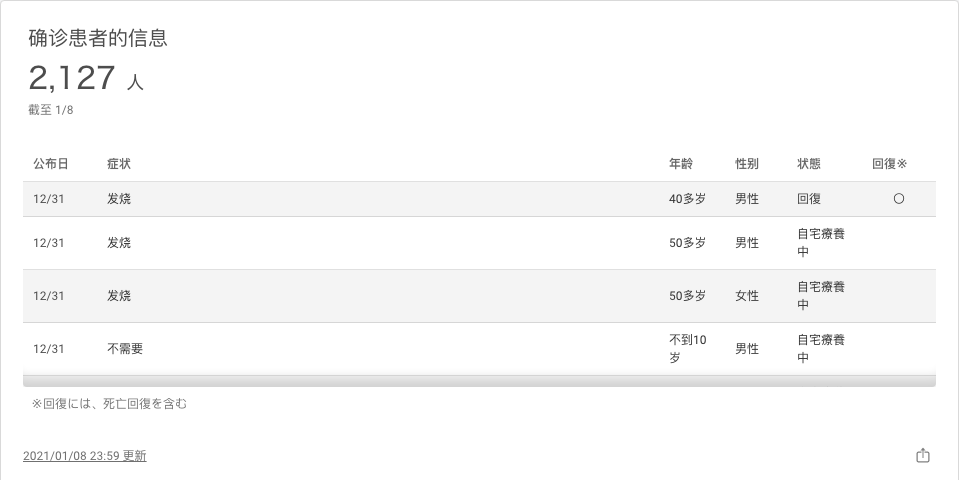 确诊患者的信息
2,127 人
截至 1/8
公布日 症状 年龄 性别 状態 回復※
12/31 发烧 40多岁 男性 回復 〇
12/31 发烧 50多岁 男性 自宅療養
中
12/31 发烧 50多岁 女性 自宅療養
中
12/31 不需要 不到10
岁 男性 自宅療養
中
※回復には、死亡回復を含む
2021/01/08 23:59 更新